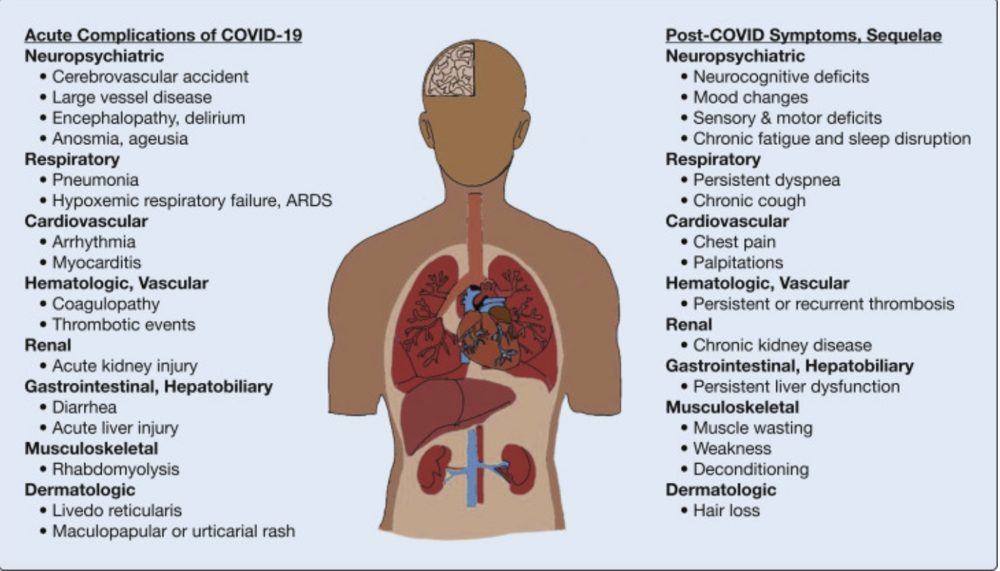 Acute Complications of COVID-19
Neuropsychiatric
• Cerebrovascular accident
• Large vessel disease
• Encephalopathy, delirium
• Anosmia, ageusia
Respiratory
• Pneumonia
• Hypoxemic respiratory failure, ARDS
Cardiovascular
• Arrhythmia
• Myocarditis
Hematologic, Vascular
• Coagulopathy
• Thrombotic events
Renal
• Acute kidney injury
Gastrointestinal, Hepatobiliary
• Diarrhea
• Acute liver injury
Musculoskeletal
• Rhabdomyolysis
Dermatologic
• Livedo reticularis
• Maculopapular or urticarial rash
Post-COVID Symptoms, Sequelae
Neuropsychiatric
• Neurocognitive deficits
• Mood changes
• Sensory & motor deficits
• Chronic fatigue and sleep disruption
Respiratory
• Persistent dyspnea
• Chronic cough
Cardiovascular
• Chest pain
• Palpitations
Hematologic, Vascular
• Persistent or recurrent thrombosis
Renal
• Chronic kidney disease
Gastrointestinal, Hepatobiliary
• Persistent liver dysfunction
Musculoskeletal
• Muscle wasting
• Weakness
• Deconditioning
Dermatologic
• Hair loss